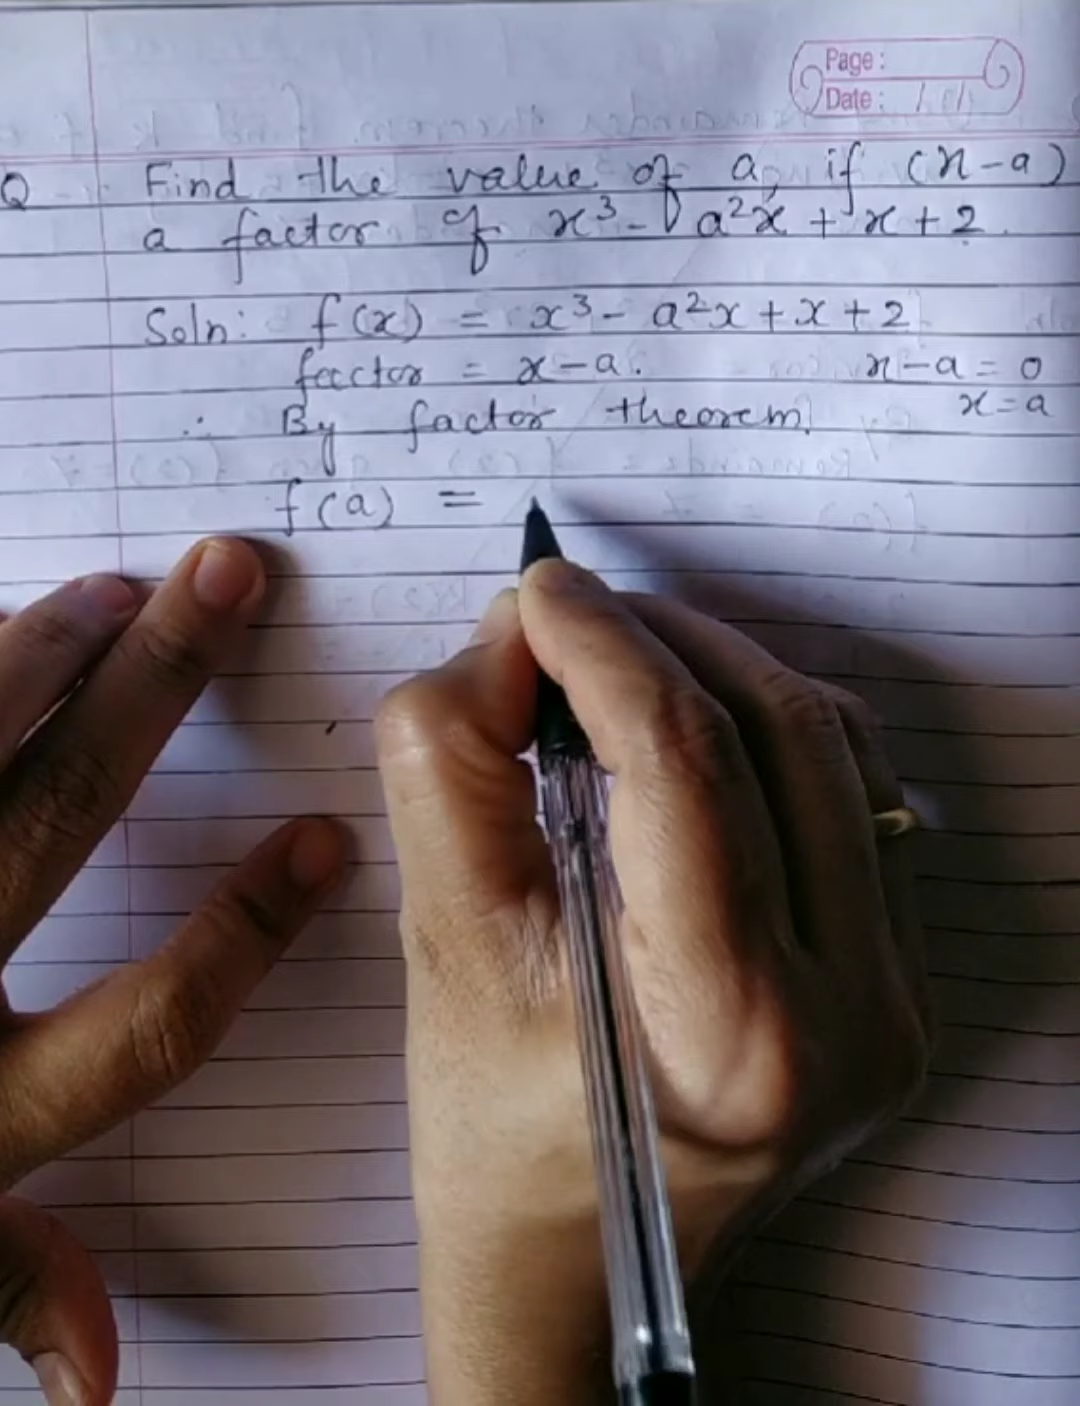 Page :
Date :
Q Find the value of a, if (x-a)
a factor of x³ - a²x + x + 2.
Soln: f(x) = x³ - a²x + x + 2
factor = x-a. x-a = 0
x=a
∴ By factor theorem,
f(a) =